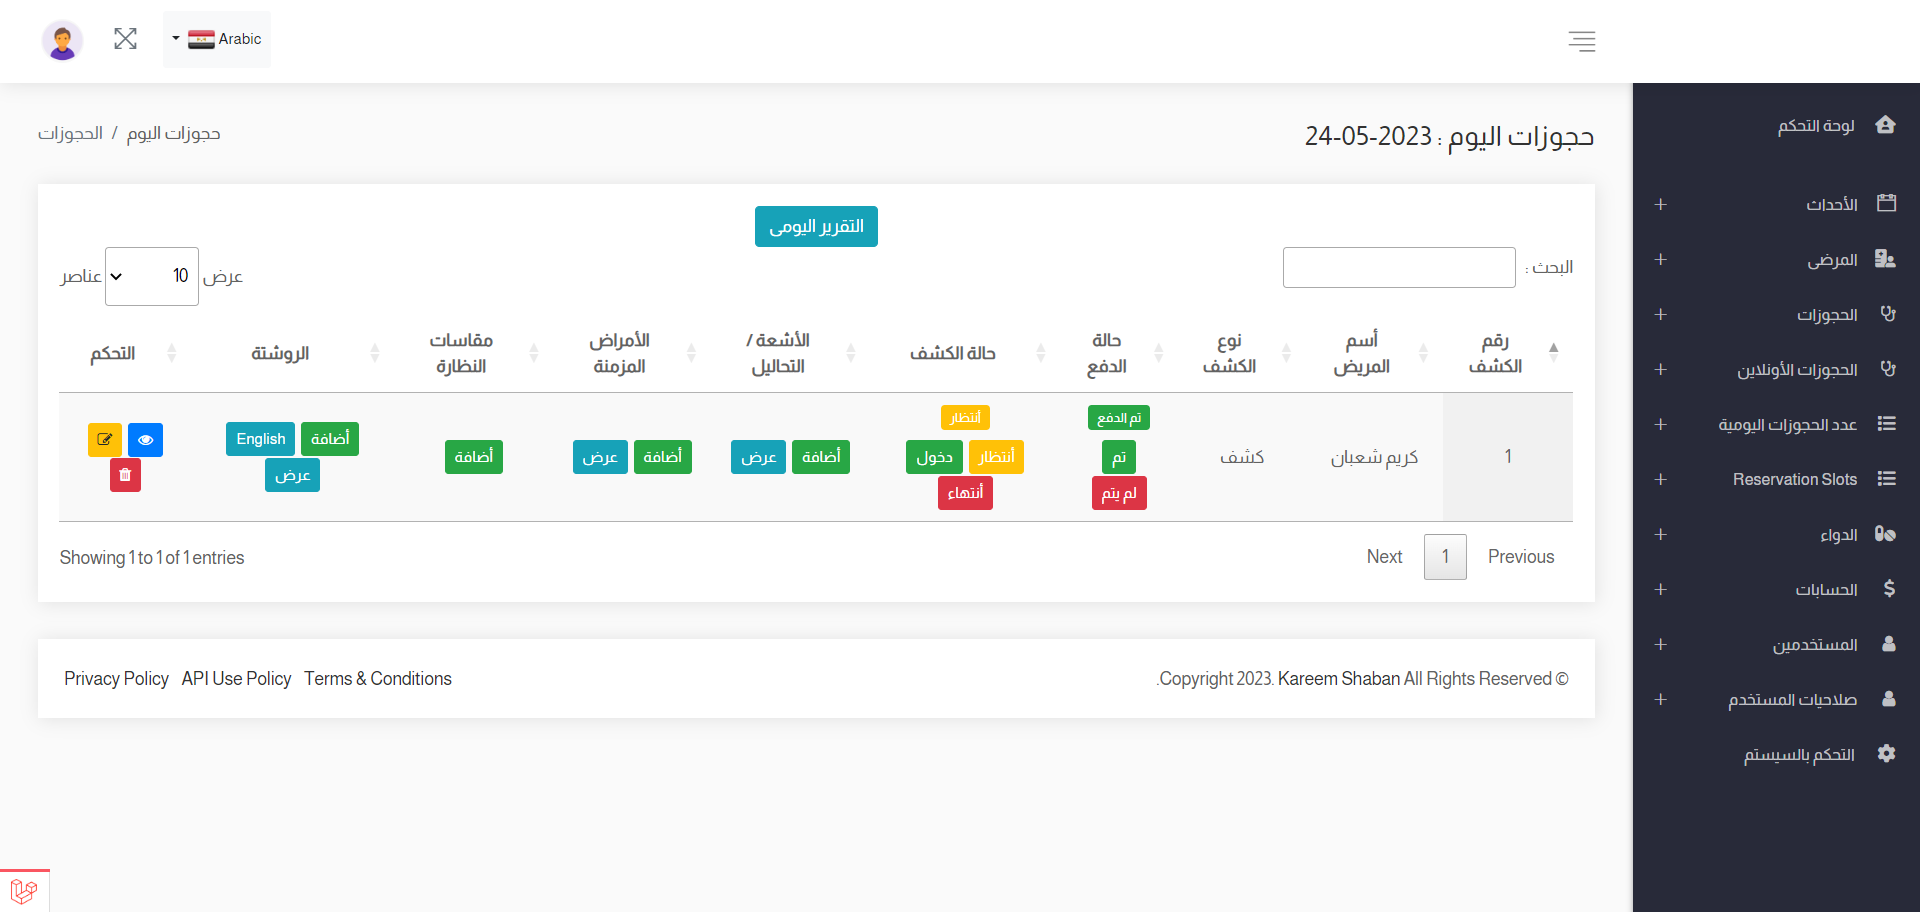 Arabic
لوحة التحكم
الأحداث
المرضى
الحجوزات
الحجوزات الأونلاين
عدد الحجوزات اليومية
Reservation Slots
الدواء
الحسابات
المستخدمين
صلاحيات المستخدم
التحكم بالسيستم
حجوزات اليوم : 2023-05-24
حجوزات اليوم / الحجوزات
التقرير اليومى
البحث :
عرض 10 عناصر
رقم الكشف
أسم المريض
نوع الكشف
حالة الدفع
حالة الكشف
الأشعة / التحاليل
الأمراض المزمنة
مقاسات النظارة
الروشتة
التحكم
1
كريم شعبان
كشف
تم الدفع
تم
لم يتم
أنتظار
أنتظار دخول
أنتهاء
أضافة عرض
أضافة عرض
أضافة
أضافة English
عرض
Showing 1 to 1 of 1 entries
Previous 1 Next
© Copyright 2023. Kareem Shaban All Rights Reserved.
Privacy Policy API Use Policy Terms & Conditions